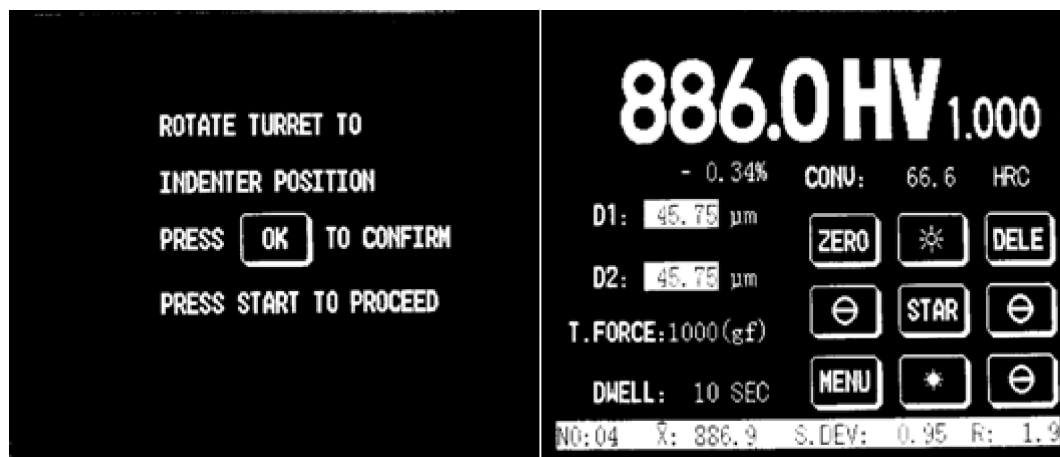 ROTATE TURRET TO
INDENTER POSITION
PRESS OK TO CONFIRM
PRESS START TO PROCEED
886.0 HV 1.000
- 0.34% CONV: 66.6 HRC
D1: 45.75 μm
ZERO DELE
D2: 45.75 μm
STAR
T.FORCE:1000(gf)
DWELL: 10 SEC
MENU
NO:04 X̄: 886.9 S.DEV: 0.95 R: 1.9